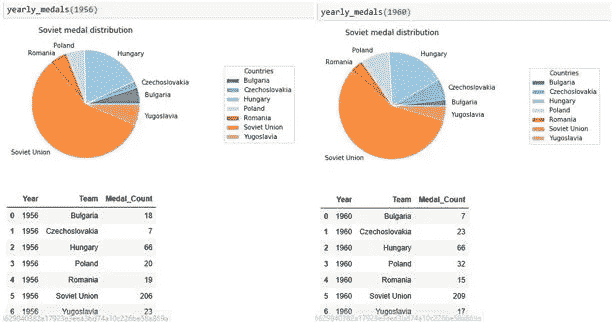 yearly_medals(1956)
Soviet medal distribution
Poland
Romania
Hungary
Czechoslovakia
Bulgaria
Yugoslavia
Soviet Union
Countries
Bulgaria
Czechoslovakia
Hungary
Poland
Romania
Soviet Union
Yugoslavia
Year Team Medal_Count
0 1956 Bulgaria 18
1 1956 Czechoslovakia 7
2 1956 Hungary 66
3 1956 Poland 20
4 1956 Romania 19
5 1956 Soviet Union 206
6 1956 Yugoslavia 23
yearly_medals(1960)
Soviet medal distribution
Poland
Romania
Hungary
Czechoslovakia
Bulgaria
Yugoslavia
Soviet Union
Countries
Bulgaria
Czechoslovakia
Hungary
Poland
Romania
Soviet Union
Yugoslavia
Year Team Medal_Count
0 1960 Bulgaria 7
1 1960 Czechoslovakia 23
2 1960 Hungary 66
3 1960 Poland 32
4 1960 Romania 15
5 1960 Soviet Union 209
6 1960 Yugoslavia 17